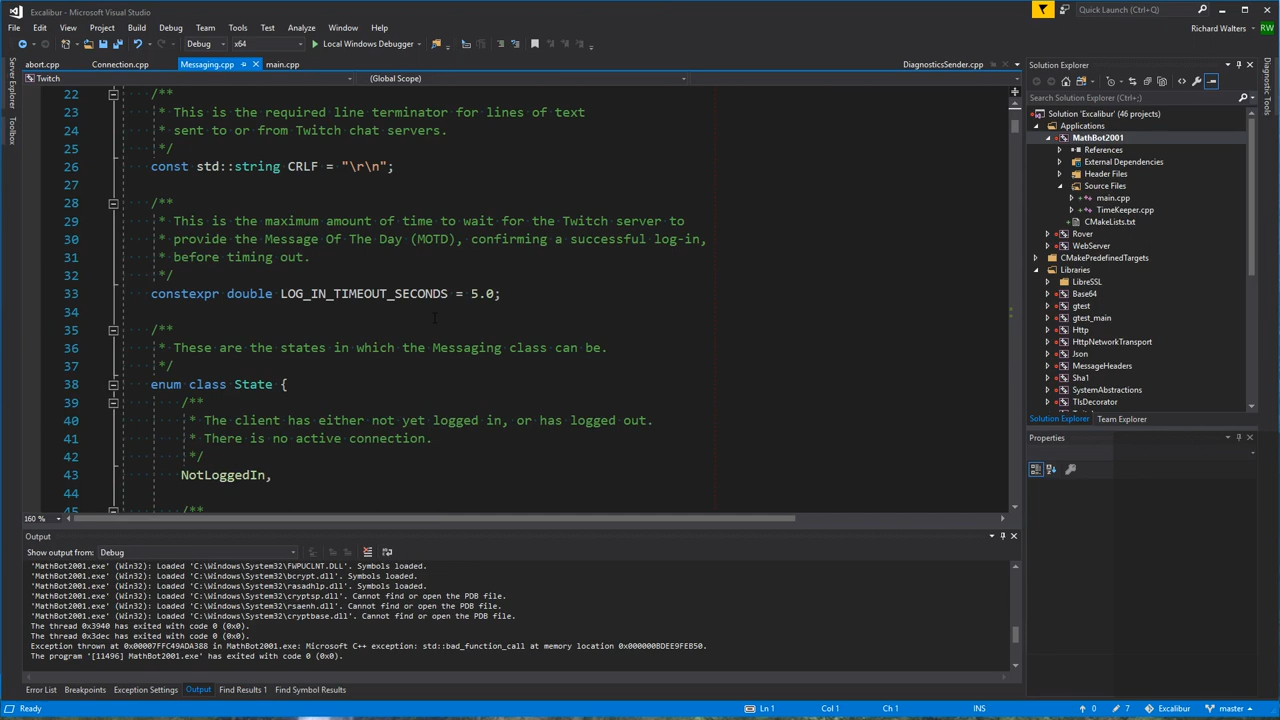 Excalibur - Microsoft Visual Studio
Quick Launch (Ctrl+Q)
File Edit View Project Build Debug Team Tools Test Analyze Window Help
Richard Walters RW
Debug x64 Local Windows Debugger
Server Explorer
Toolbox
abort.cpp Connection.cpp Messaging.cpp main.cpp DiagnosticsSender.cpp
Twitch (Global Scope)
22 /**
23 * This is the required line terminator for lines of text
24 * sent to or from Twitch chat servers.
25 */
26 const std::string CRLF = "\r\n";
27
28 /**
29 * This is the maximum amount of time to wait for the Twitch server to
30 * provide the Message Of The Day (MOTD), confirming a successful log-in,
31 * before timing out.
32 */
33 constexpr double LOG_IN_TIMEOUT_SECONDS = 5.0;
34
35 /**
36 * These are the states in which the Messaging class can be.
37 */
38 enum class State {
39 /**
40 * The client has either not yet logged in, or has logged out.
41 * There is no active connection.
42 */
43 NotLoggedIn,
44
45 /**
160 %
Output
Show output from: Debug
'MathBot2001.exe' (Win32): Loaded 'C:\Windows\System32\FWPUCLNT.DLL'. Symbols loaded.
'MathBot2001.exe' (Win32): Loaded 'C:\Windows\System32\bcrypt.dll'. Symbols loaded.
'MathBot2001.exe' (Win32): Loaded 'C:\Windows\System32\rasadhlp.dll'. Symbols loaded.
'MathBot2001.exe' (Win32): Loaded 'C:\Windows\System32\cryptsp.dll'. Cannot find or open the PDB file.
'MathBot2001.exe' (Win32): Loaded 'C:\Windows\System32\rsaenh.dll'. Cannot find or open the PDB file.
'MathBot2001.exe' (Win32): Loaded 'C:\Windows\System32\cryptbase.dll'. Cannot find or open the PDB file.
The thread 0x3940 has exited with code 0 (0x0).
The thread 0x3dec has exited with code 0 (0x0).
Exception thrown at 0x00007FFC49ADA388 in MathBot2001.exe: Microsoft C++ exception: std::bad_function_call at memory location 0x000000BDEE9FEB50.
The program '[11496] MathBot2001.exe' has exited with code 0 (0x0).
Error List Breakpoints Exception Settings Output Find Results 1 Find Symbol Results
Solution Explorer
Search Solution Explorer (Ctrl+;)
Solution 'Excalibur' (46 projects)
Applications
MathBot2001
References
External Dependencies
Header Files
Source Files
main.cpp
TimeKeeper.cpp
CMakeLists.txt
Rover
WebServer
CMakePredefinedTargets
Libraries
LibreSSL
Base64
gtest
gtest_main
Http
HttpNetworkTransport
Json
MessageHeaders
Sha1
SystemAbstractions
TlsDecorator
Solution Explorer Team Explorer
Properties
Diagnostic Tools
Ready Ln 1 Col 1 Ch 1 INS 0 7 Excalibur master